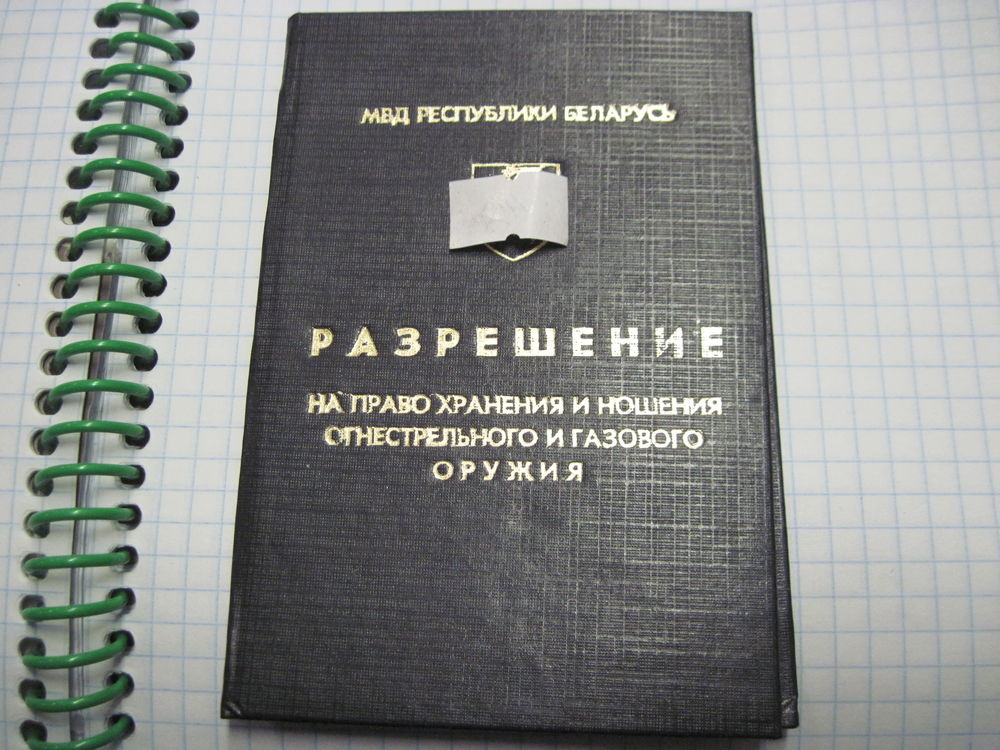 МВД РЕСПУБЛИКИ БЕЛАРУСЬ
РАЗРЕШЕНИЕ
НА ПРАВО ХРАНЕНИЯ И НОШЕНИЯ
ОГНЕСТРЕЛЬНОГО И ГАЗОВОГО
ОРУЖИЯ